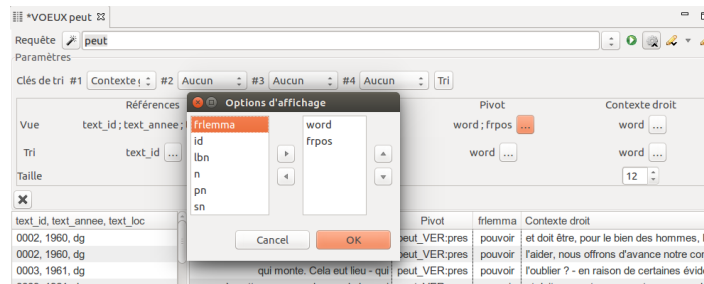 *VOEUX peut
Requête peut
Paramètres
Clés de tri #1 Contexte g #2 Aucun #3 Aucun #4 Aucun Tri
Références Pivot Contexte droit
Vue text_id ; text_annee ; word ; frpos ... word ...
Tri text_id ... word ... word ...
Taille 12
Options d'affichage
frlemma
id
lbn
n
pn
sn
word
frpos
Cancel OK
text_id, text_annee, text_loc Pivot frlemma Contexte droit
0002, 1960, dg peut_VER:pres pouvoir et doit être, pour le bien des hommes,
0002, 1960, dg peut_VER:pres pouvoir l'aider, nous offrons d'avance notre
0003, 1961, dg qui monte. Cela eut lieu - qui peut_VER:pres pouvoir l'oublier ? - en raison de certaines